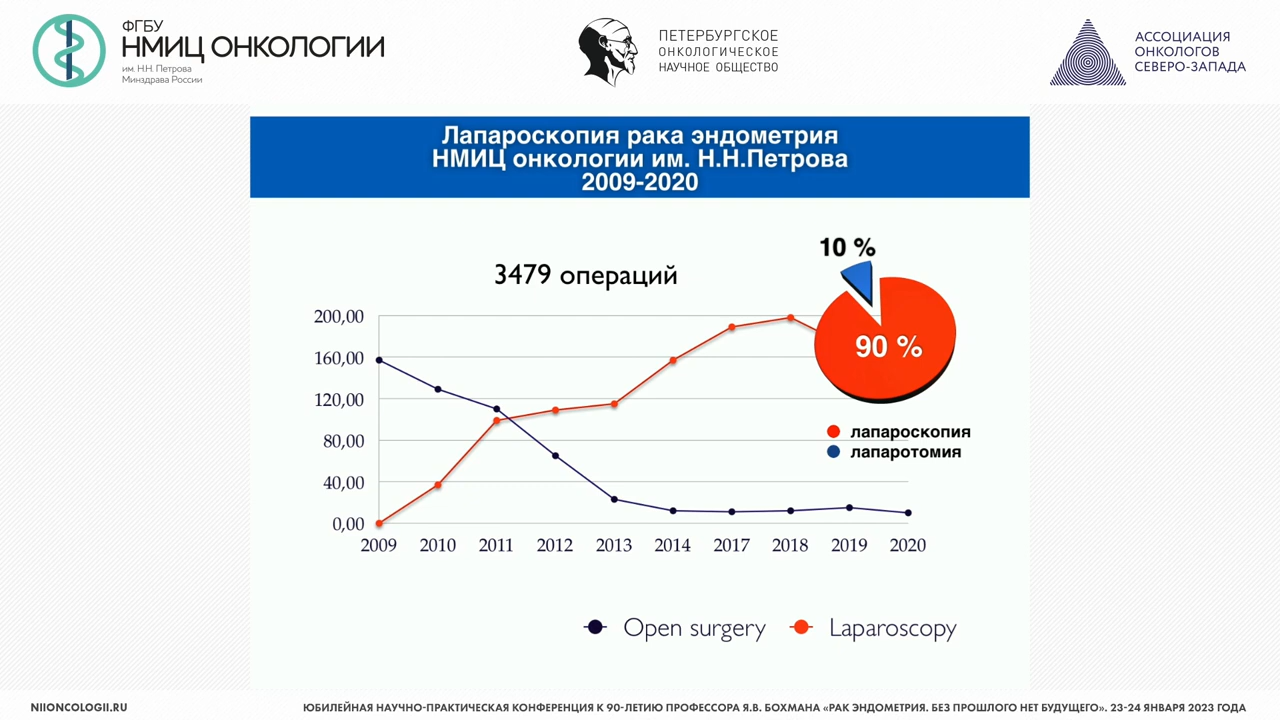 ФГБУ
НМИЦ ОНКОЛОГИИ
им. Н.Н. Петрова
Минздрава России
ПЕТЕРБУРГСКОЕ
ОНКОЛОГИЧЕСКОЕ
НАУЧНОЕ ОБЩЕСТВО
АССОЦИАЦИЯ
ОНКОЛОГОВ
СЕВЕРО-ЗАПАДА
Лапароскопия рака эндометрия
НМИЦ онкологии им. Н.Н.Петрова
2009-2020
10 %
3479 операций
90 %
200,00
160,00
120,00
80,00
40,00
0,00
лапароскопия
лапаротомия
2009 2010 2011 2012 2013 2014 2017 2018 2019 2020
Open surgery Laparoscopy
NIIONCOLOGII.RU
ЮБИЛЕЙНАЯ НАУЧНО-ПРАКТИЧЕСКАЯ КОНФЕРЕНЦИЯ К 90-ЛЕТИЮ ПРОФЕССОРА Я.В. БОХМАНА «РАК ЭНДОМЕТРИЯ. БЕЗ ПРОШЛОГО НЕТ БУДУЩЕГО». 23-24 ЯНВАРЯ 2023 ГОДА